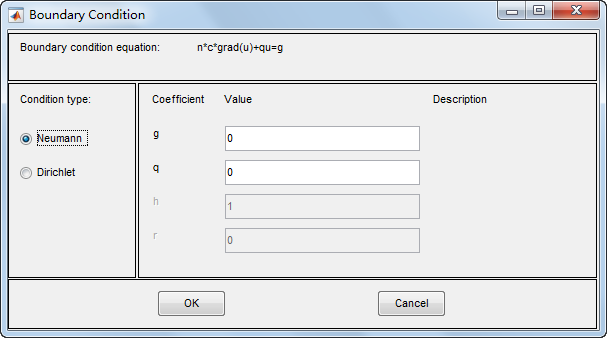 Boundary Condition
Boundary condition equation: n*c*grad(u)+qu=g
Condition type:
Neumann
Dirichlet
Coefficient Value Description
g 0
q 0
h 1
r 0
OK Cancel